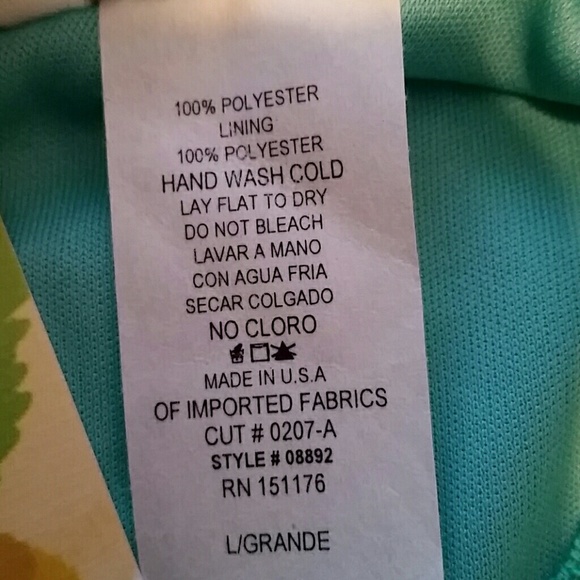 100% POLYESTER
LINING
100% POLYESTER
HAND WASH COLD
LAY FLAT TO DRY
DO NOT BLEACH
LAVAR A MANO
CON AGUA FRIA
SECAR COLGADO
NO CLORO
MADE IN U.S.A
OF IMPORTED FABRICS
CUT # 0207-A
STYLE # 08892
RN 151176
L/GRANDE